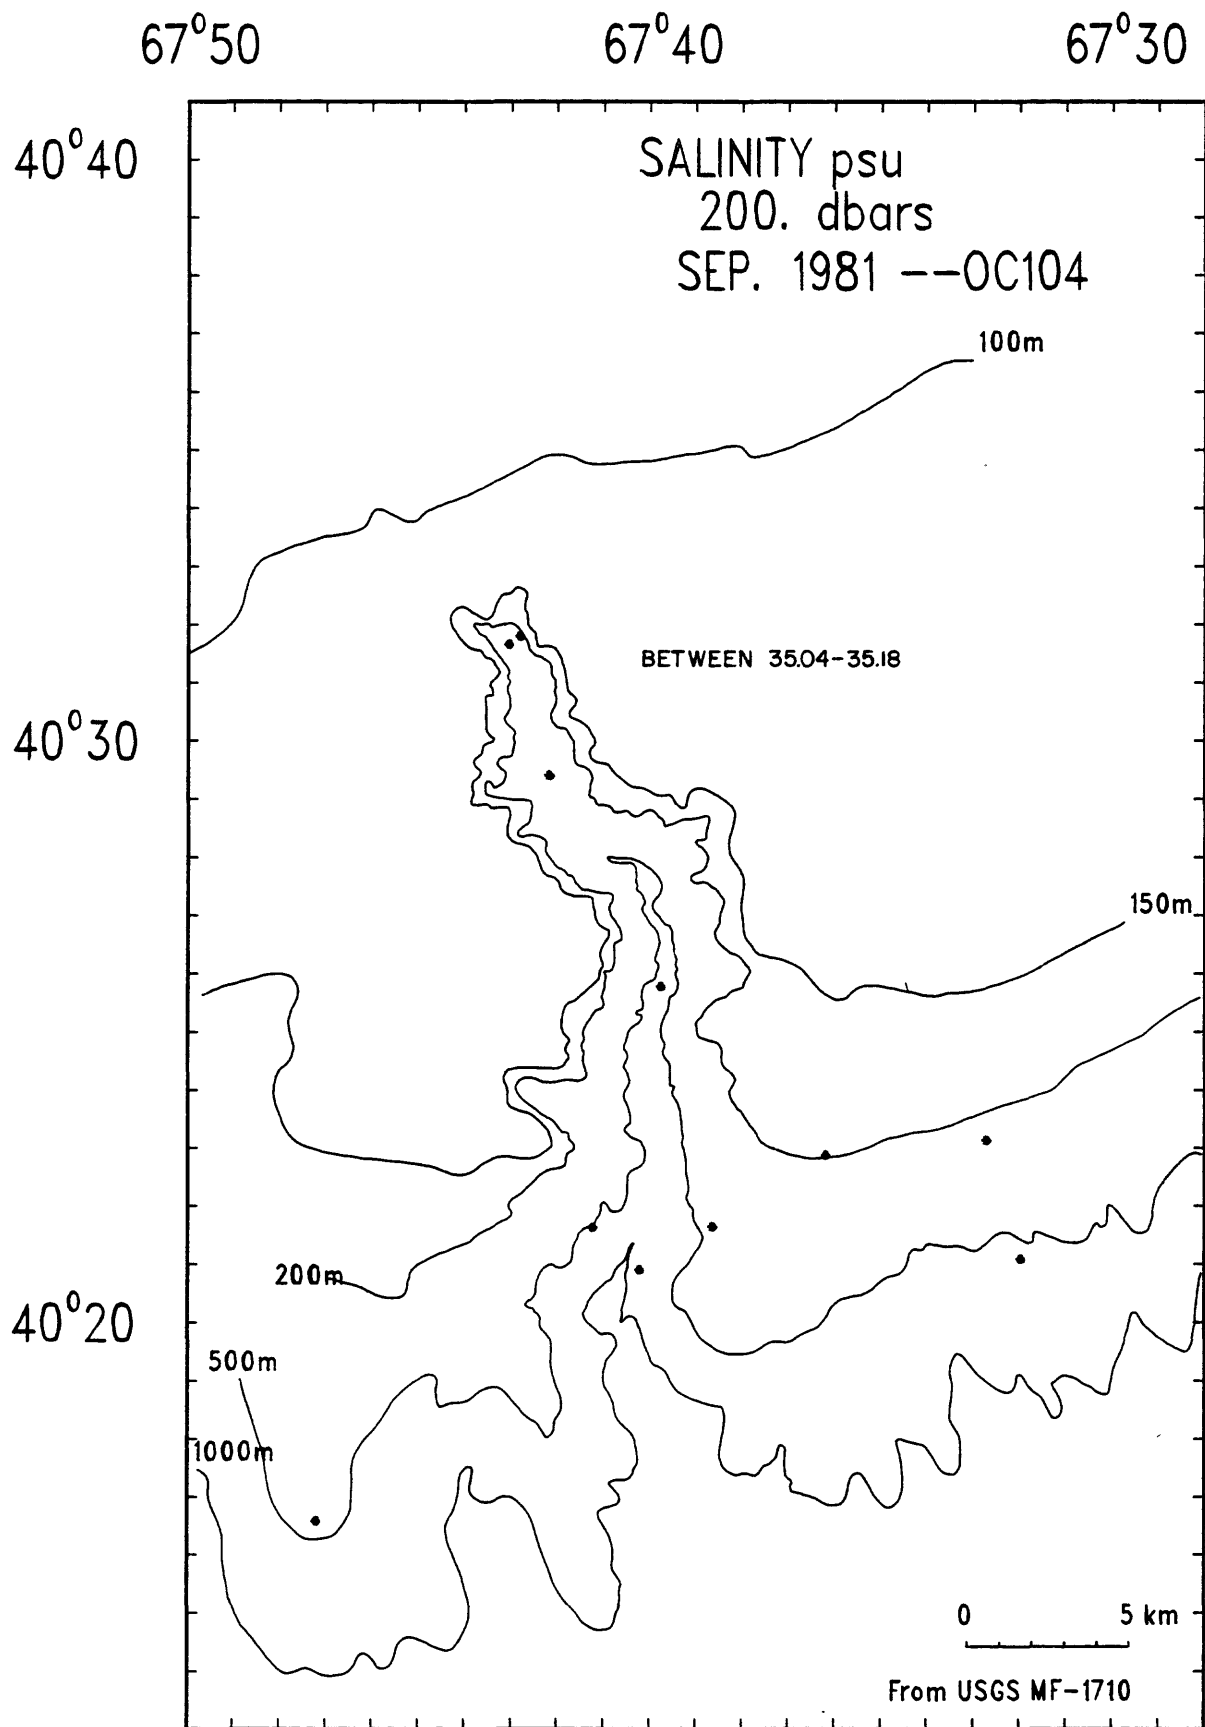 67°50 67°40 67°30
40°40
SALINITY psu
200. dbars
SEP. 1981 --OC104
100m
BETWEEN 35.04-35.18
40°30
150m
200m
40°20
500m
1000m
0 5 km
From USGS MF-1710